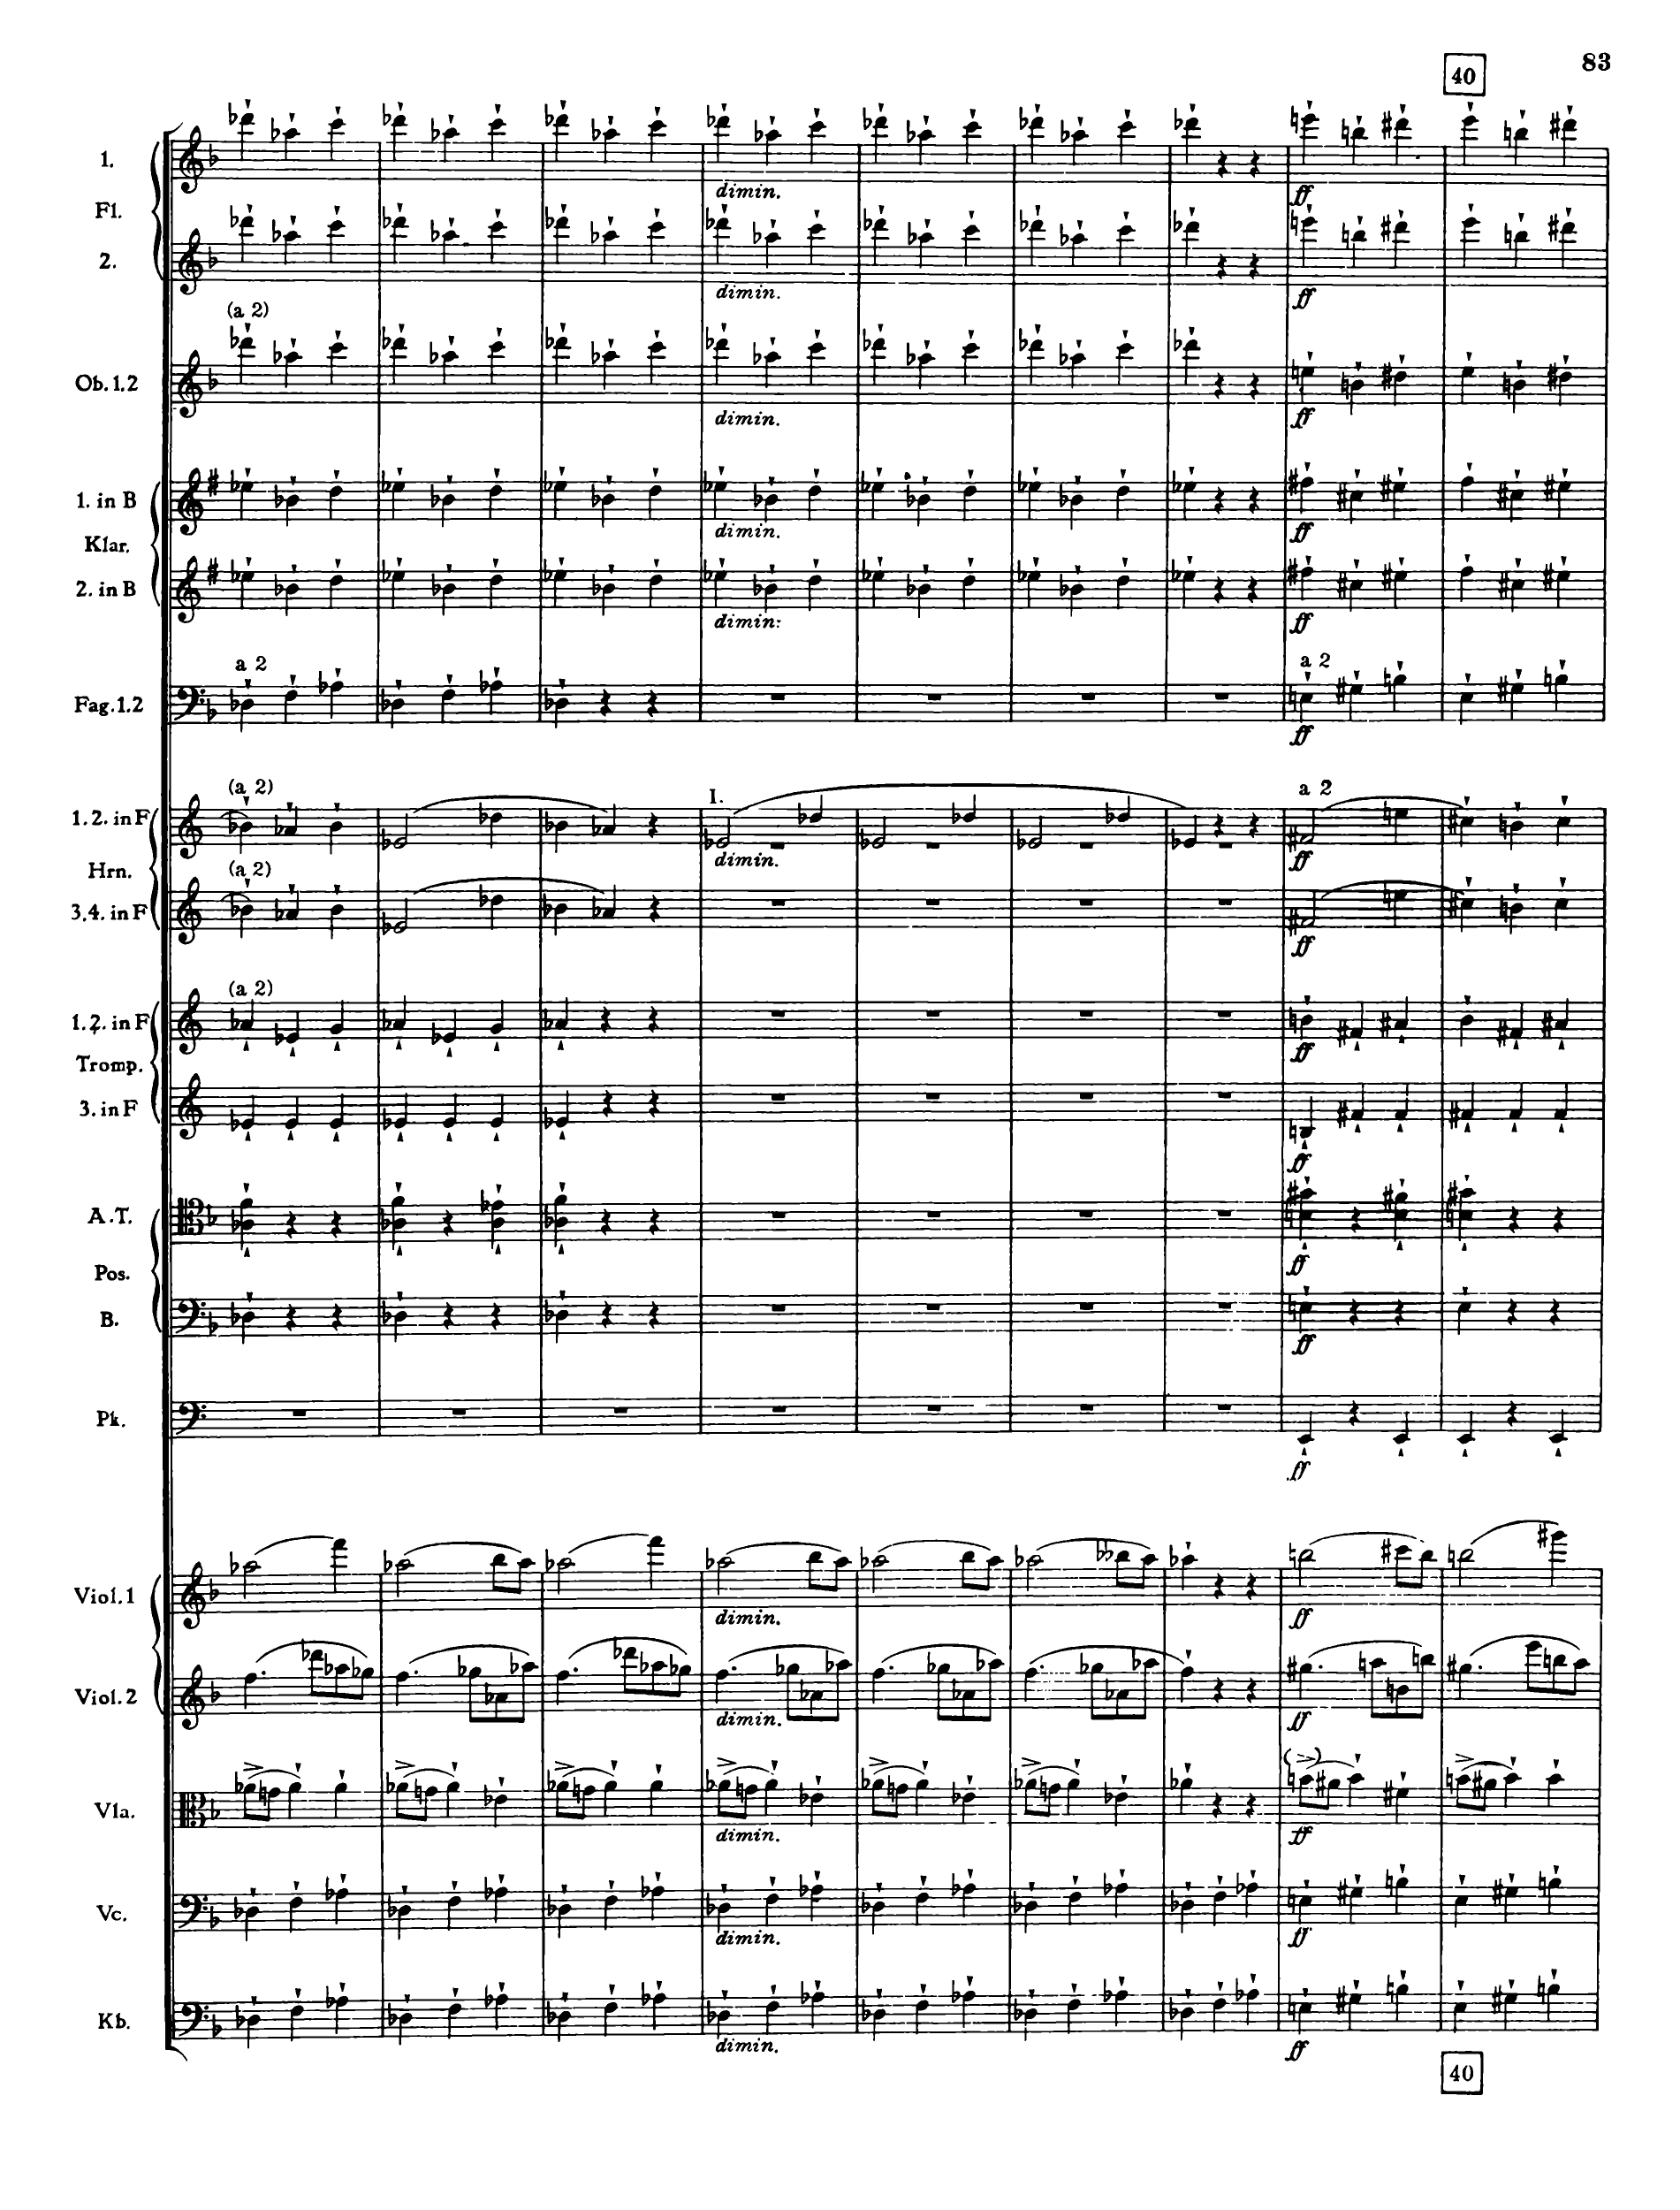 83
40
1.
Fl.
2.
dimin.
ff
dimin.
ff
(a 2)
Ob.1.2
dimin.
ff
1. in B
Klar.
2. in B
dimin.
ff
dimin:
ff
a 2
a 2
Fag.1.2
ff
(a 2)
I.
a 2
1.2. in F
dimin.
ff
Hrn.
(a 2)
3.4. in F
ff
(a 2)
1.2. in F
ff
Tromp.
3. in F
ff
A.T.
ff
Pos.
B.
ff
Pk.
ff
Viol.1
dimin.
ff
Viol.2
dimin.
ff
Vla.
dimin.
ff
Vc.
dimin.
ff
Kb.
dimin.
ff
40